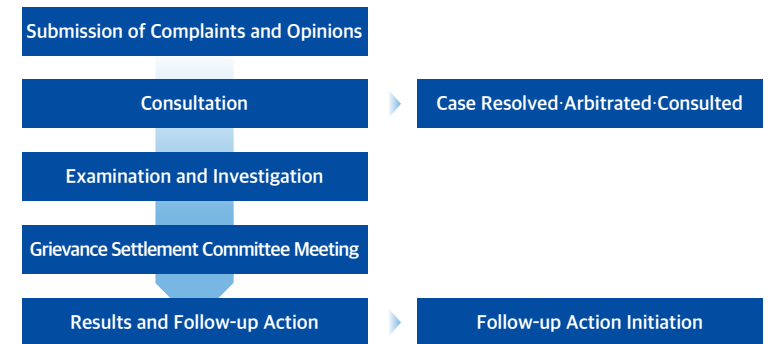 Submission of Complaints and Opinions
Consultation
Case Resolved·Arbitrated·Consulted
Examination and Investigation
Grievance Settlement Committee Meeting
Results and Follow-up Action
Follow-up Action Initiation